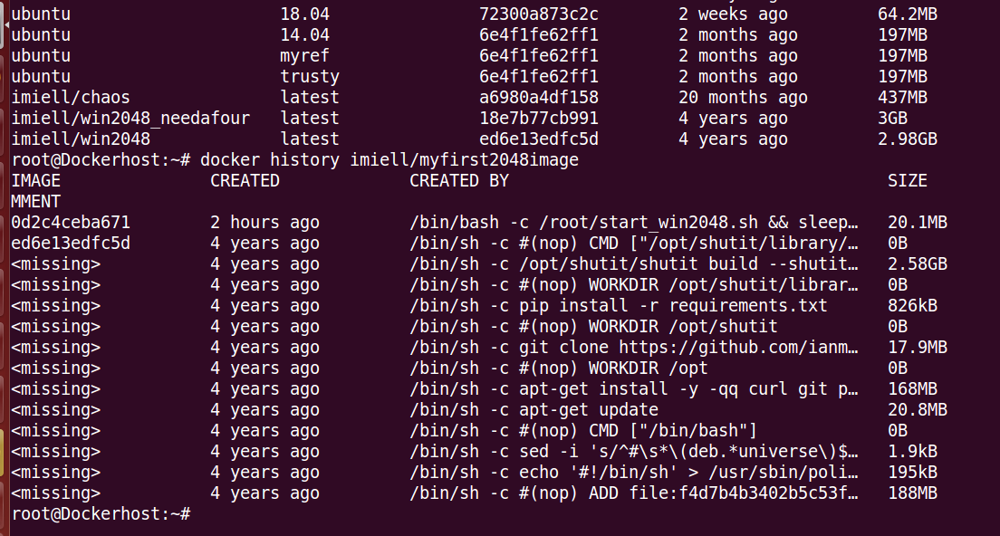 ubuntu 18.04 72300a873c2c 2 weeks ago 64.2MB
ubuntu 14.04 6e4f1fe62ff1 2 months ago 197MB
ubuntu myref 6e4f1fe62ff1 2 months ago 197MB
ubuntu trusty 6e4f1fe62ff1 2 months ago 197MB
imiell/chaos latest a6980a4df158 20 months ago 437MB
imiell/win2048_needafour latest 18e7b77cb991 4 years ago 3GB
imiell/win2048 latest ed6e13edfc5d 4 years ago 2.98GB
root@Dockerhost:~# docker history imiell/myfirst2048image
IMAGE CREATED CREATED BY SIZE
MMENT
0d2c4ceba671 2 hours ago /bin/bash -c /root/start_win2048.sh && sleep… 20.1MB
ed6e13edfc5d 4 years ago /bin/sh -c #(nop) CMD ["/opt/shutit/library/… 0B
<missing> 4 years ago /bin/sh -c /opt/shutit/shutit build --shutit… 2.58GB
<missing> 4 years ago /bin/sh -c #(nop) WORKDIR /opt/shutit/librar… 0B
<missing> 4 years ago /bin/sh -c pip install -r requirements.txt 826kB
<missing> 4 years ago /bin/sh -c #(nop) WORKDIR /opt/shutit 0B
<missing> 4 years ago /bin/sh -c git clone https://github.com/ianm… 17.9MB
<missing> 4 years ago /bin/sh -c #(nop) WORKDIR /opt 0B
<missing> 4 years ago /bin/sh -c apt-get install -y -qq curl git p… 168MB
<missing> 4 years ago /bin/sh -c apt-get update 20.8MB
<missing> 4 years ago /bin/sh -c #(nop) CMD ["/bin/bash"] 0B
<missing> 4 years ago /bin/sh -c sed -i 's/^#\s*\(deb.*universe\)$… 1.9kB
<missing> 4 years ago /bin/sh -c echo '#!/bin/sh' > /usr/sbin/poli… 195kB
<missing> 4 years ago /bin/sh -c #(nop) ADD file:f4d7b4b3402b5c53f… 188MB
root@Dockerhost:~#